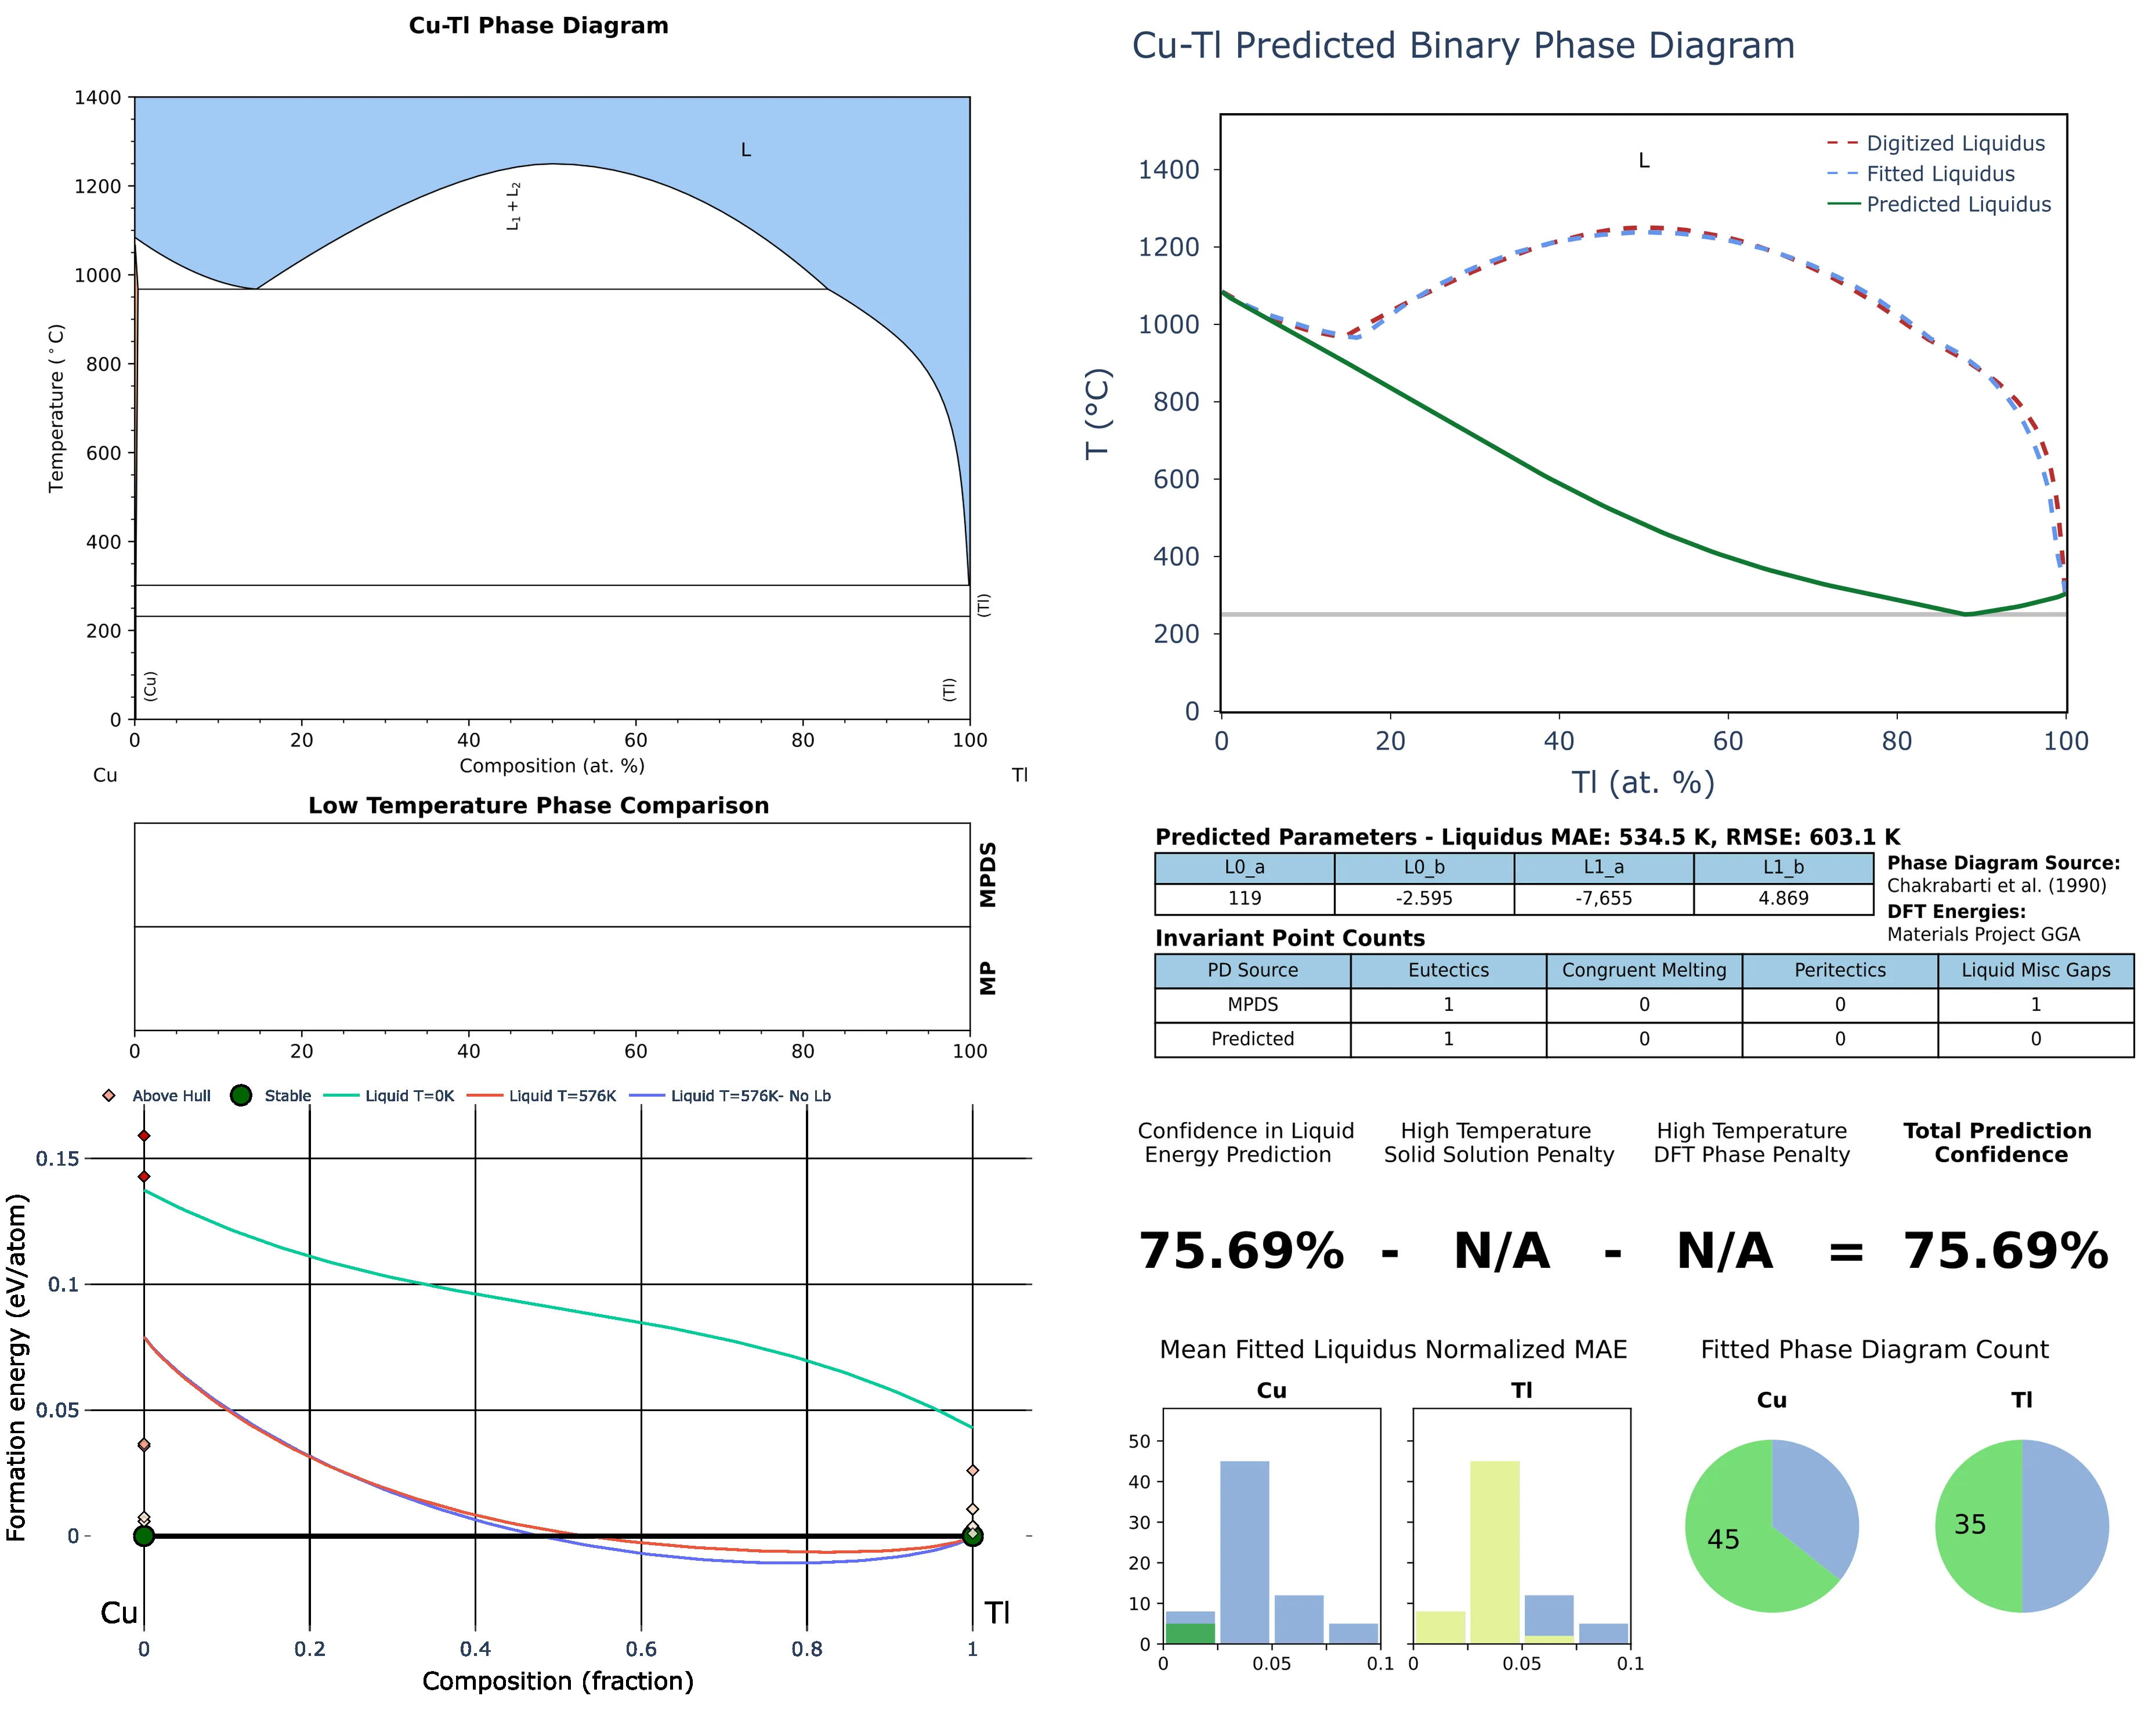 Cu-Tl Phase Diagram
1400
1200
1000
800
600
400
200
0
Temperature (°C)
L
L1 + L2
(Tl)
(Cu)
(Tl)
0 20 40 60 80 100
Composition (at. %)
Cu Tl
Low Temperature Phase Comparison
MPDS
MP
0 20 40 60 80 100
Above Hull Stable Liquid T=0K Liquid T=576K Liquid T=576K- No Lb
0.15
0.1
0.05
0
Formation energy (eV/atom)
Cu Tl
0 0.2 0.4 0.6 0.8 1
Composition (fraction)
Cu-Tl Predicted Binary Phase Diagram
L
Digitized Liquidus
Fitted Liquidus
Predicted Liquidus
1400
1200
1000
800
600
400
200
0
T (°C)
0 20 40 60 80 100
Tl (at. %)
Predicted Parameters - Liquidus MAE: 534.5 K, RMSE: 603.1 K
L0_a L0_b L1_a L1_b
119 -2.595 -7,655 4.869
Phase Diagram Source:
Chakrabarti et al. (1990)
DFT Energies:
Materials Project GGA
Invariant Point Counts
PD Source Eutectics Congruent Melting Peritectics Liquid Misc Gaps
MPDS 1 0 0 1
Predicted 1 0 0 0
Confidence in Liquid
Energy Prediction
High Temperature
Solid Solution Penalty
High Temperature
DFT Phase Penalty
Total Prediction
Confidence
75.69% - N/A - N/A = 75.69%
Mean Fitted Liquidus Normalized MAE
Cu Tl
50
40
30
20
10
0
0 0.05 0.1 0 0.05 0.1
Fitted Phase Diagram Count
Cu Tl
45 35